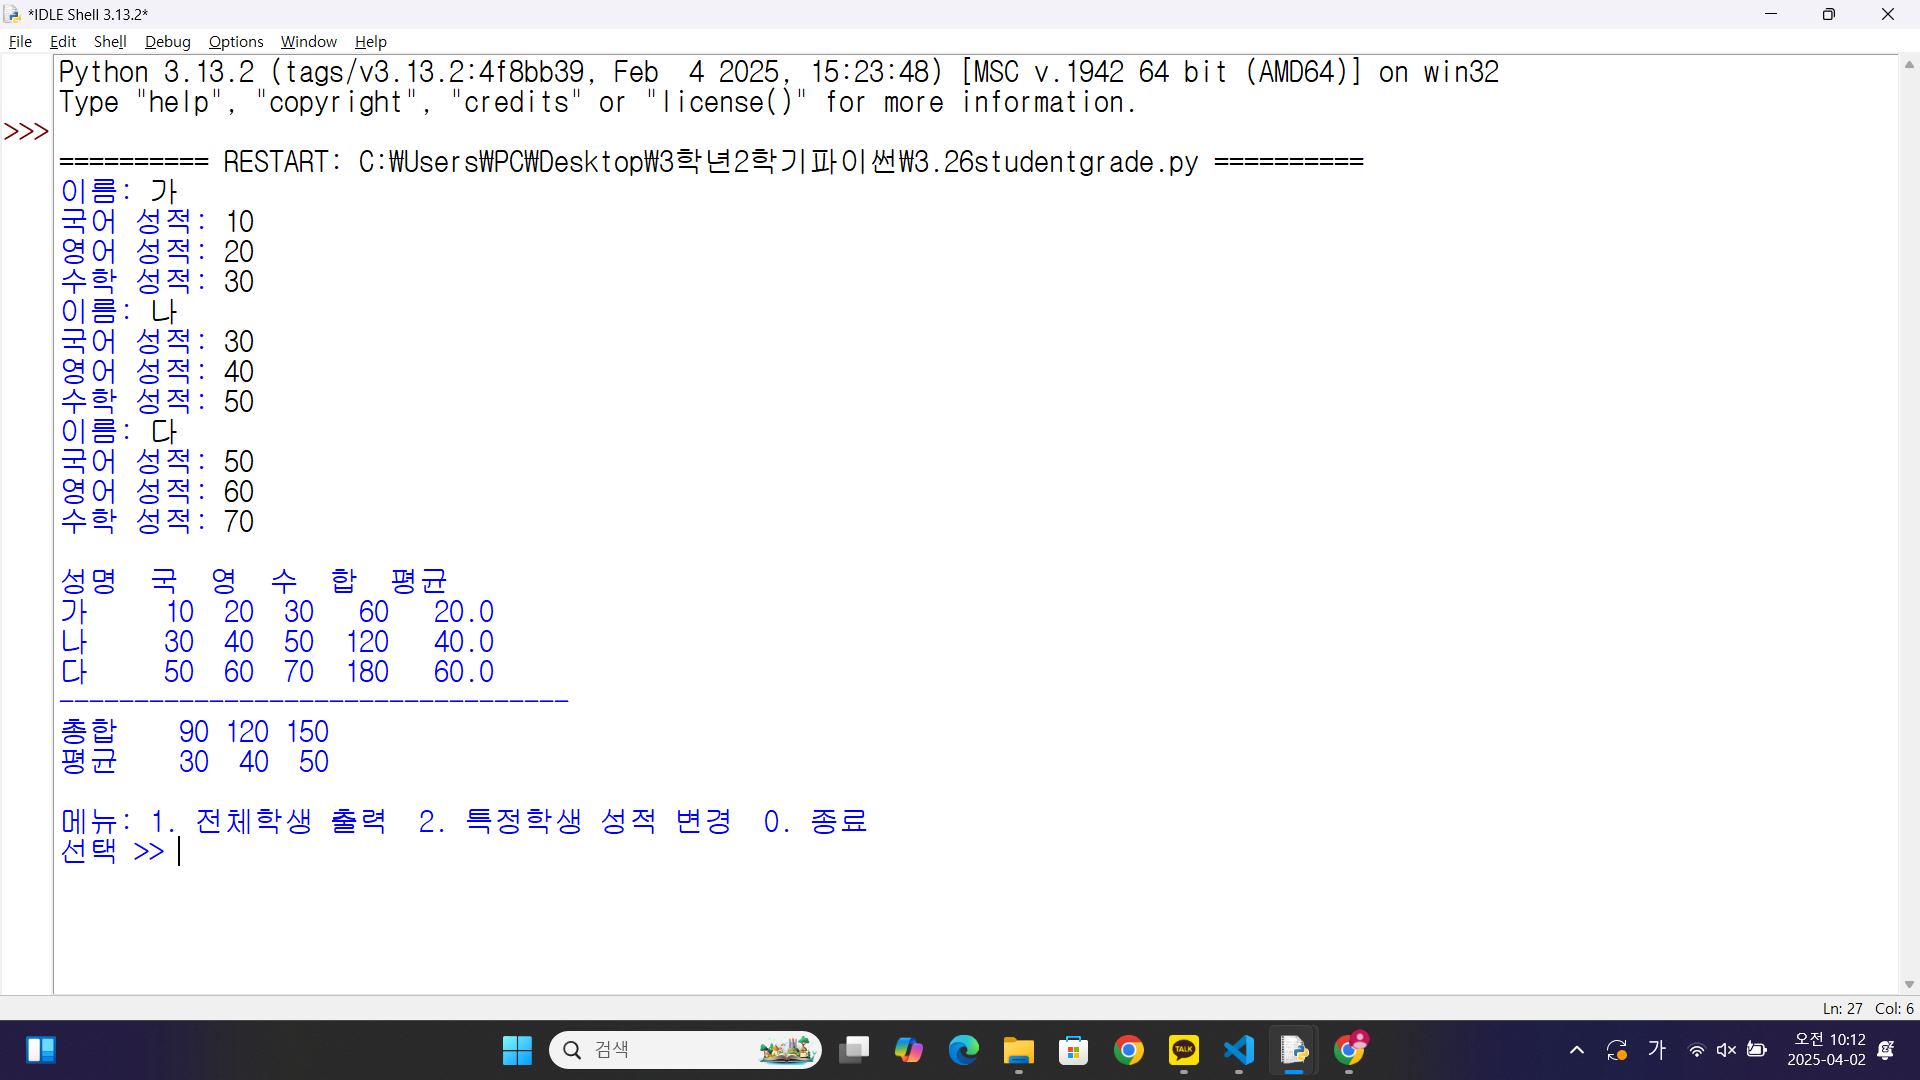 *IDLE Shell 3.13.2*
File Edit Shell Debug Options Window Help
Python 3.13.2 (tags/v3.13.2:4f8bb39, Feb  4 2025, 15:23:48) [MSC v.1942 64 bit (AMD64)] on win32
Type "help", "copyright", "credits" or "license()" for more information.
>>>
========== RESTART: C:₩Users₩PC₩Desktop₩3학년2학기파이썬₩3.26studentgrade.py ==========
이름: 가
국어 성적: 10
영어 성적: 20
수학 성적: 30
이름: 나
국어 성적: 30
영어 성적: 40
수학 성적: 50
이름: 다
국어 성적: 50
영어 성적: 60
수학 성적: 70
성명  국  영  수  합  평균
가     10  20  30   60   20.0
나     30  40  50  120   40.0
다     50  60  70  180   60.0
----------------------------------
총합    90 120 150
평균    30  40  50
메뉴: 1. 전체학생 출력  2. 특정학생 성적 변경  0. 종료
선택 >>
Ln: 27 Col: 6
검색
TALK
가
오전 10:12
2025-04-02